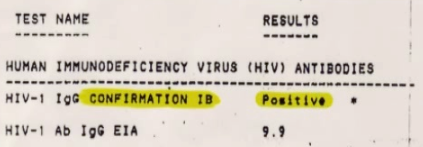 TEST NAME RESULTS
--------- -------
HUMAN IMMUNODEFICIENCY VIRUS (HIV) ANTIBODIES
HIV-1 IgG CONFIRMATION IB Positive *
HIV-1 Ab IgG EIA 9.9